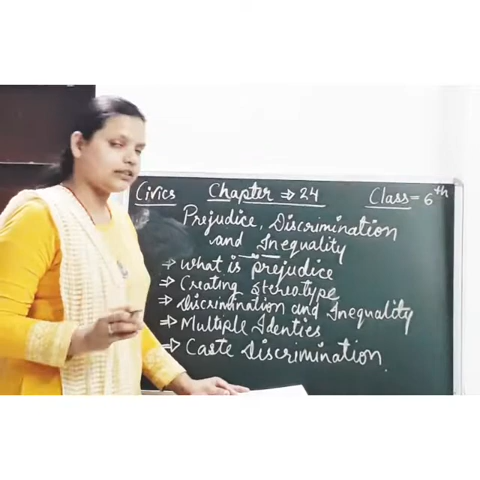 Civics Chapter ⇒ 24 Class = 6th
Prejudice, Discrimination
and Inequality
⇒ What is prejudice
⇒ Creating Stereotype
⇒ Discrimination and Inequality
⇒ Multiple Identies
⇒ Caste Discrimination.